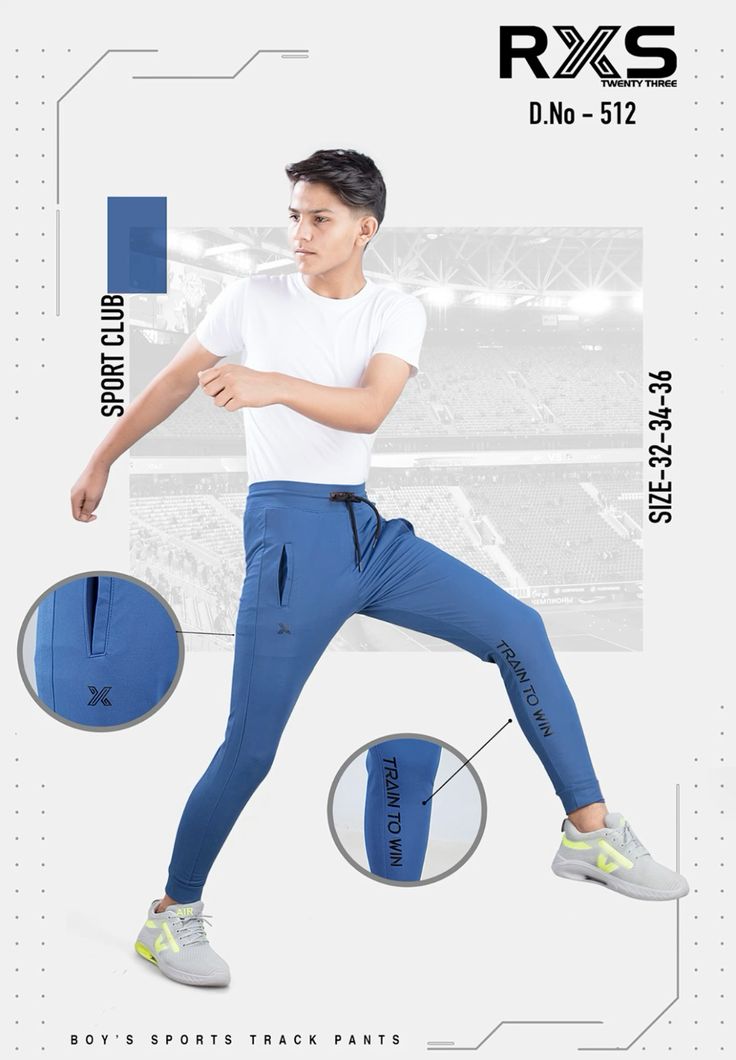 RXS
TWENTY THREE
D.No - 512
SPORT CLUB
SIZE-32-34-36
TRAIN TO WIN
TRAIN TO WIN
AIR
BOY'S SPORTS TRACK PANTS